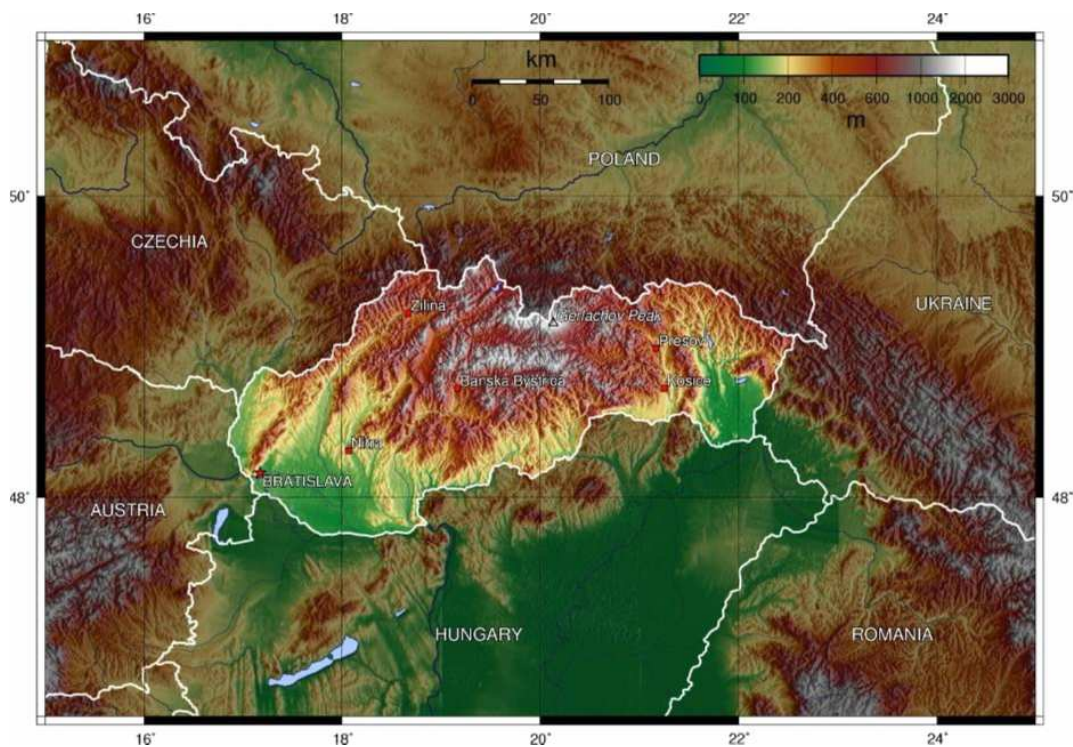 16° 18° 20° 22° 24°
km
0 50 100
0 100 200 400 600 1000 2000 3000
m
POLAND
50° 50°
CZECHIA
UKRAINE
Zilina
Gerlachov Peak
Presov
Banska Bystrica
Kosice
Nitra
BRATISLAVA
48° 48°
AUSTRIA
HUNGARY
ROMANIA
16° 18° 20° 22° 24°